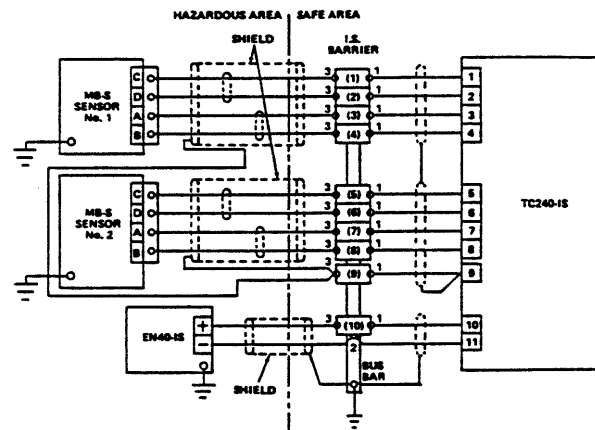 HAZARDOUS AREA SAFE AREA
SHIELD
I.S.
BARRIER
MB-S
SENSOR
No. 1
C
D
A
B
3 (1) 1
3 (2) 1
3 (3) 1
3 (4) 1
1
2
3
4
MB-S
SENSOR
No. 2
C
D
A
B
3 (5) 1
3 (6) 1
3 (7) 1
3 (8) 1
3 (9) 1
5
6
7
8
9
TC240-IS
EN40-IS
+
−
3 (10) 1
2
10
11
SHIELD
BUS
BAR